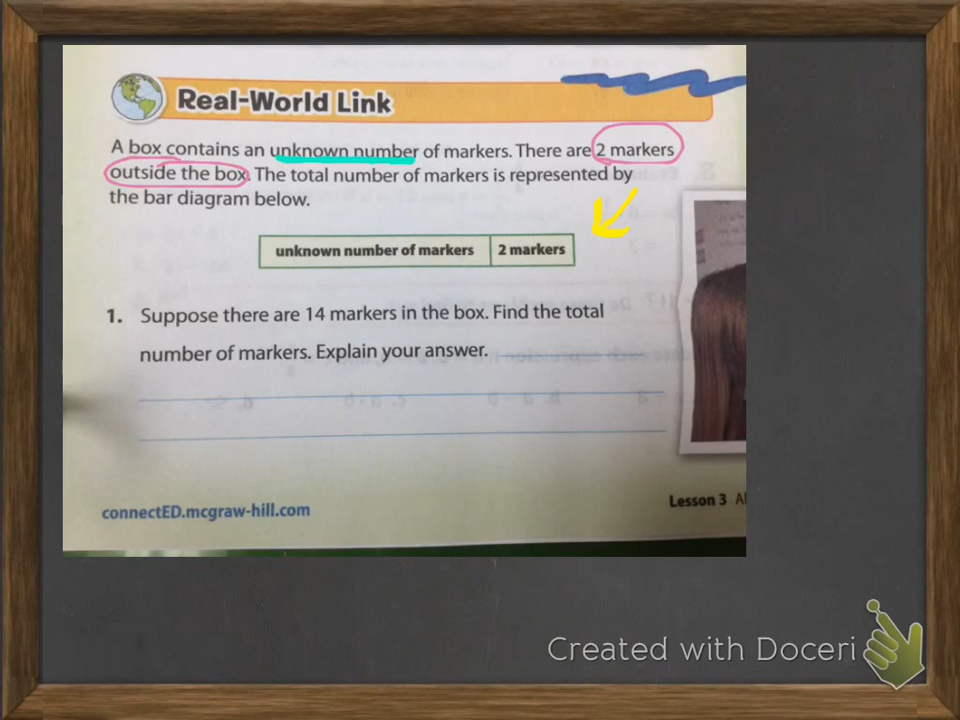 Real-World Link
A box contains an unknown number of markers. There are 2 markers
outside the box. The total number of markers is represented by
the bar diagram below.
unknown number of markers 2 markers
1. Suppose there are 14 markers in the box. Find the total
number of markers. Explain your answer.
connectED.mcgraw-hill.com
Lesson 3
Created with Doceri